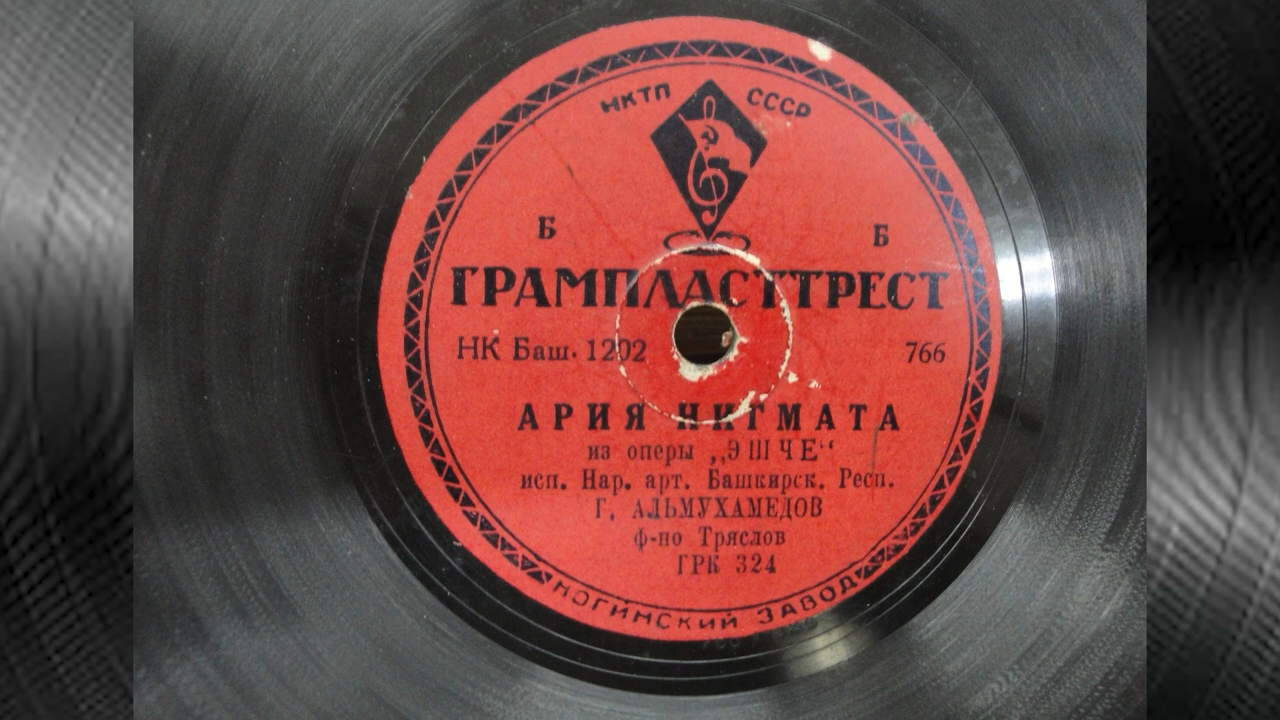 НКТП СССР
Б Б
ГРАМПЛАСТТРЕСТ
НК Баш. 1202 766
АРИЯ НИГМАТА
из оперы „ЭШЧЕ“
исп. Нар. арт. Башкирск. Респ.
Г. АЛЬМУХАМЕДОВ
ф-но Тряслов
ГРК 324
НОГИНСКИЙ ЗАВОД